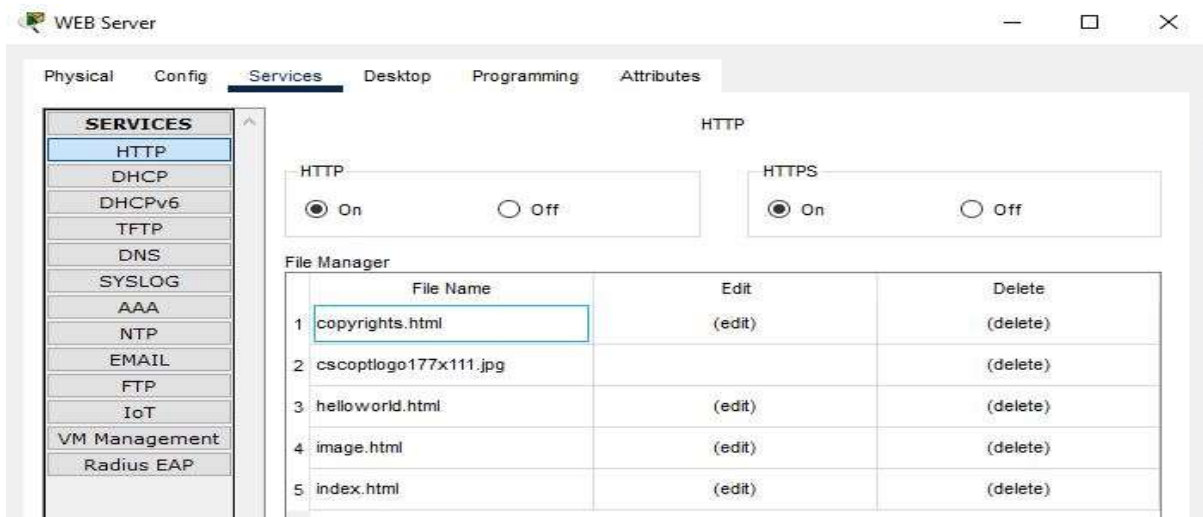 WEB Server
Physical Config Services Desktop Programming Attributes
SERVICES
HTTP
DHCP
DHCPv6
TFTP
DNS
SYSLOG
AAA
NTP
EMAIL
FTP
IoT
VM Management
Radius EAP
HTTP
HTTP
On Off
HTTPS
On Off
File Manager
File Name Edit Delete
1 copyrights.html (edit) (delete)
2 cscoptlogo177x111.jpg (delete)
3 helloworld.html (edit) (delete)
4 image.html (edit) (delete)
5 index.html (edit) (delete)